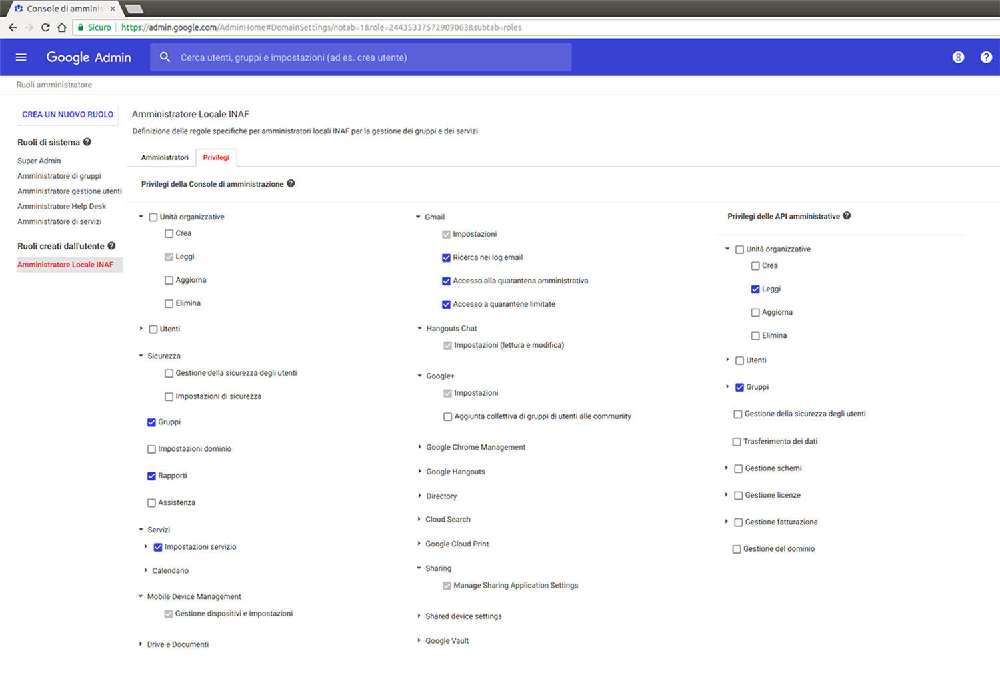 Console di amminis
Sicuro https://admin.google.com/AdminHome#DomainSettings/notab=1&role=24435337572909063&subtab=roles
Google Admin
Cerca utenti, gruppi e impostazioni (ad es. crea utente)
8 ?
Ruoli amministratore
CREA UN NUOVO RUOLO
Ruoli di sistema ?
Super Admin
Amministratore di gruppi
Amministratore gestione utenti
Amministratore Help Desk
Amministratore di servizi
Ruoli creati dall'utente ?
Amministratore Locale INAF
Amministratore Locale INAF
Definizione delle regole specifiche per amministratori locali INAF per la gestione dei gruppi e dei servizi
Amministratori Privilegi
Privilegi della Console di amministrazione ?
Unità organizzative
Crea
Leggi
Aggiorna
Elimina
Utenti
Sicurezza
Gestione della sicurezza degli utenti
Impostazioni di sicurezza
Gruppi
Impostazioni dominio
Rapporti
Assistenza
Servizi
Impostazioni servizio
Calendario
Mobile Device Management
Gestione dispositivi e impostazioni
Drive e Documenti
Gmail
Impostazioni
Ricerca nei log email
Accesso alla quarantena amministrativa
Accesso a quarantene limitate
Hangouts Chat
Impostazioni (lettura e modifica)
Google+
Impostazioni
Aggiunta collettiva di gruppi di utenti alle community
Google Chrome Management
Google Hangouts
Directory
Cloud Search
Google Cloud Print
Sharing
Manage Sharing Application Settings
Shared device settings
Google Vault
Privilegi delle API amministrative ?
Unità organizzative
Crea
Leggi
Aggiorna
Elimina
Utenti
Gruppi
Gestione della sicurezza degli utenti
Trasferimento dei dati
Gestione schemi
Gestione licenze
Gestione fatturazione
Gestione del dominio